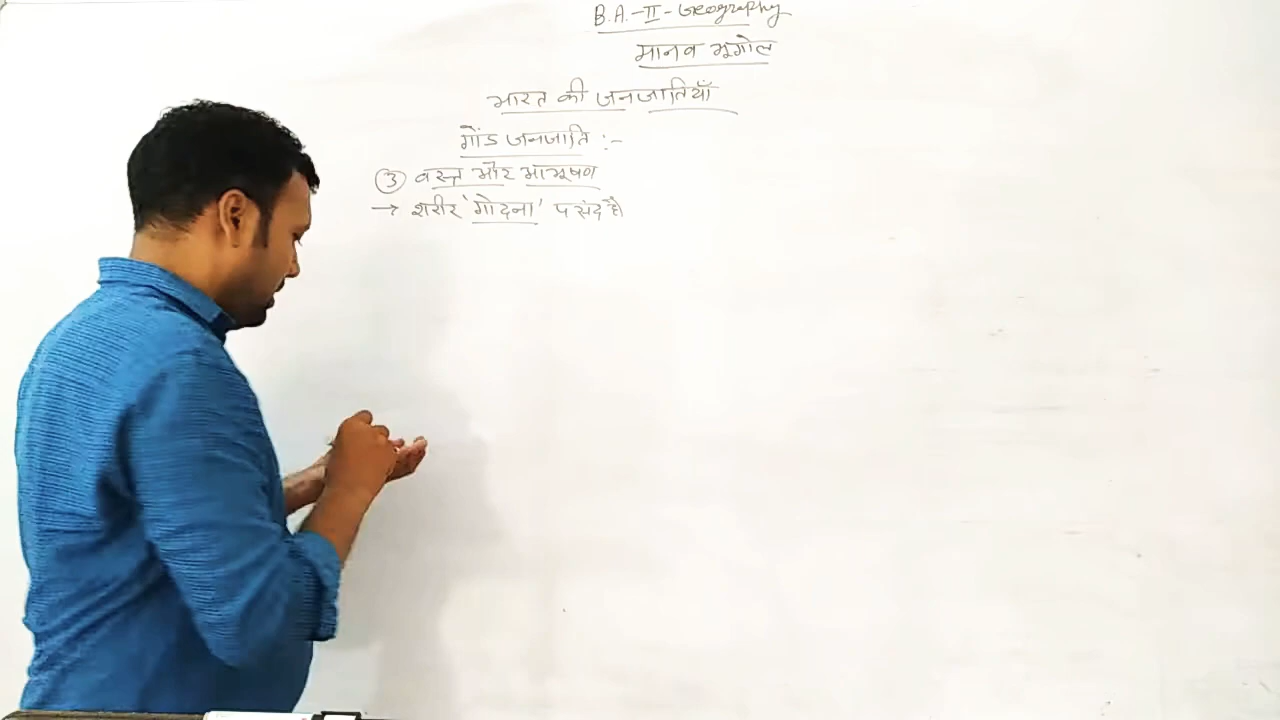 B.A.-II-Geography
मानव भूगोल
भारत की जनजातियाँ
गोंड जनजाति :-
③ वस्त्र और आभूषण
→ शरीर 'गोदना' पसंद है